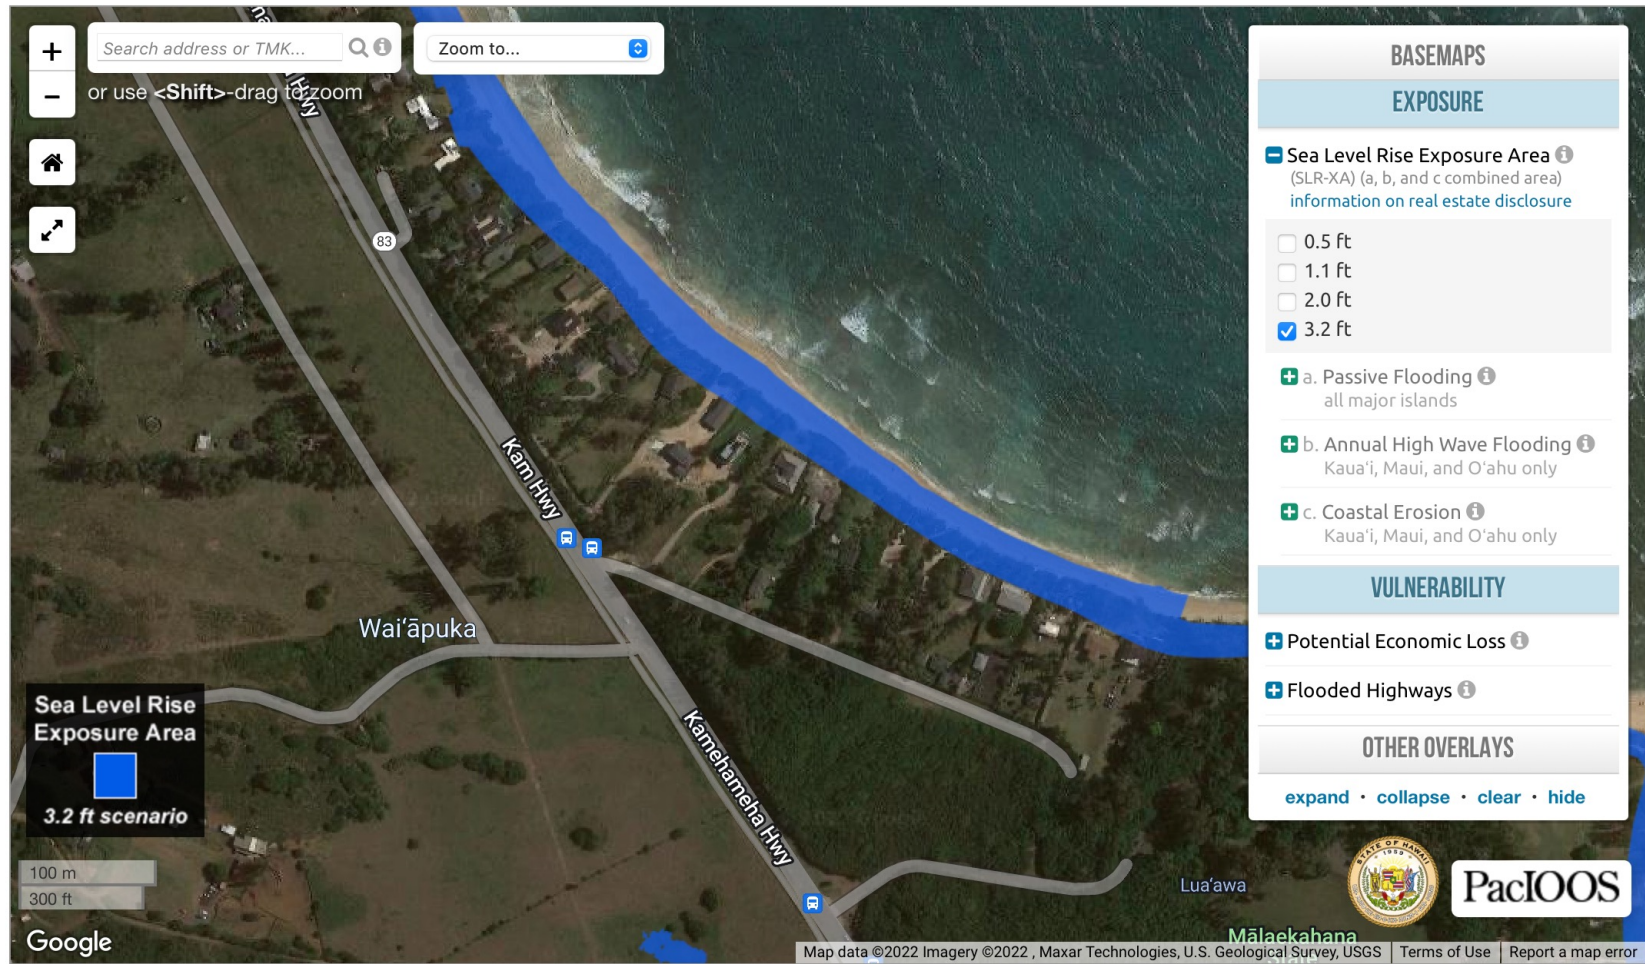 +
Search address or TMK...
Zoom to...
−
or use <Shift>-drag to zoom
Hwy
83
Kam Hwy
Wai‘āpuka
Kamehameha Hwy
Lua‘awa
Mālaekahana
Sea Level Rise
Exposure Area
3.2 ft scenario
100 m
300 ft
Google
BASEMAPS
EXPOSURE
Sea Level Rise Exposure Area
(SLR-XA) (a, b, and c combined area)
information on real estate disclosure
0.5 ft
1.1 ft
2.0 ft
3.2 ft
a. Passive Flooding
all major islands
b. Annual High Wave Flooding
Kaua‘i, Maui, and O‘ahu only
c. Coastal Erosion
Kaua‘i, Maui, and O‘ahu only
VULNERABILITY
Potential Economic Loss
Flooded Highways
OTHER OVERLAYS
expand · collapse · clear · hide
STATE OF HAWAII
1959
PacIOOS
Map data ©2022 Imagery ©2022 , Maxar Technologies, U.S. Geological Survey, USGS
Terms of Use
Report a map error